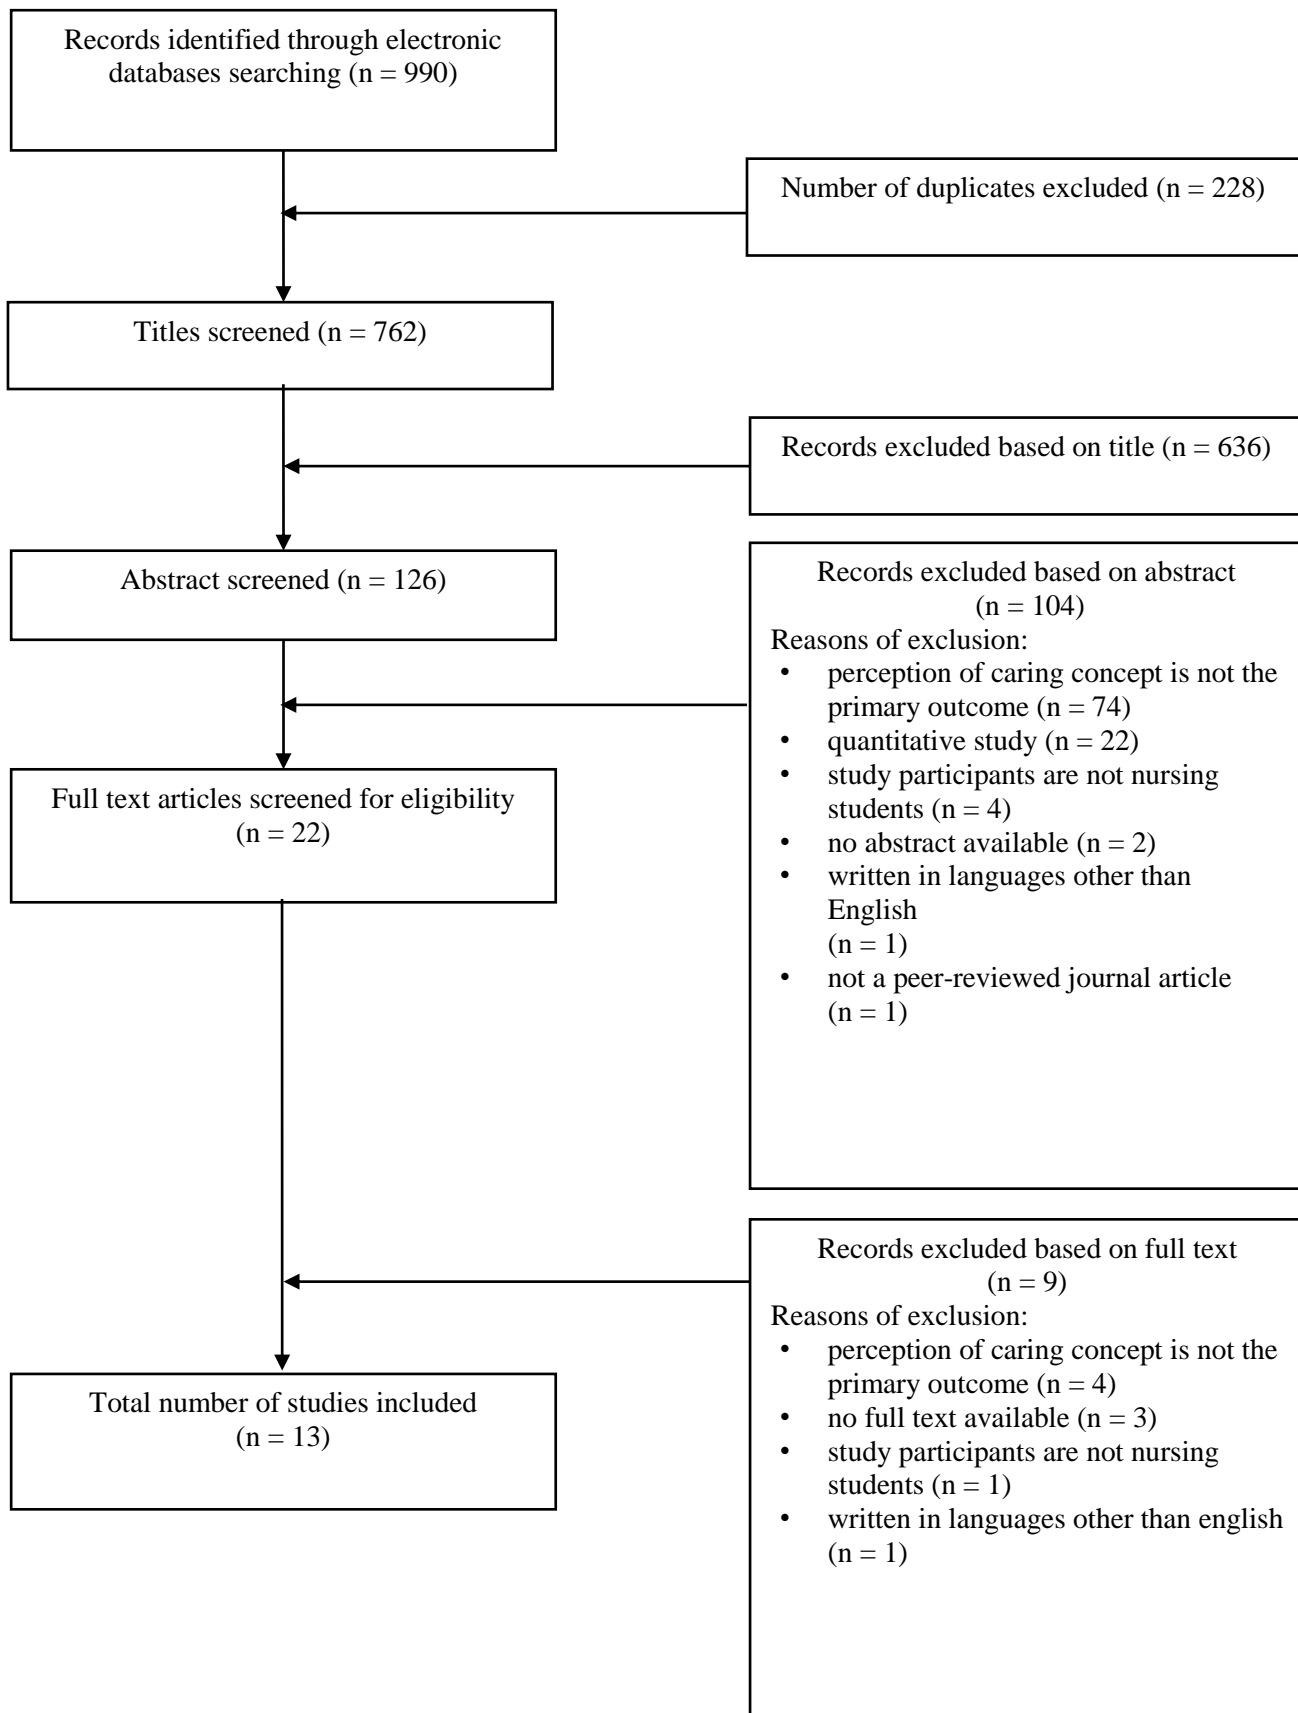 Records identified through electronic
databases searching (n = 990)
Number of duplicates excluded (n = 228)
Titles screened (n = 762)
Records excluded based on title (n = 636)
Abstract screened (n = 126)
Records excluded based on abstract
(n = 104)
Reasons of exclusion:
• perception of caring concept is not the
primary outcome (n = 74)
• quantitative study (n = 22)
• study participants are not nursing
students (n = 4)
• no abstract available (n = 2)
• written in languages other than
English
(n = 1)
• not a peer-reviewed journal article
(n = 1)
Full text articles screened for eligibility
(n = 22)
Records excluded based on full text
(n = 9)
Reasons of exclusion:
• perception of caring concept is not the
primary outcome (n = 4)
• no full text available (n = 3)
• study participants are not nursing
students (n = 1)
• written in languages other than english
(n = 1)
Total number of studies included
(n = 13)